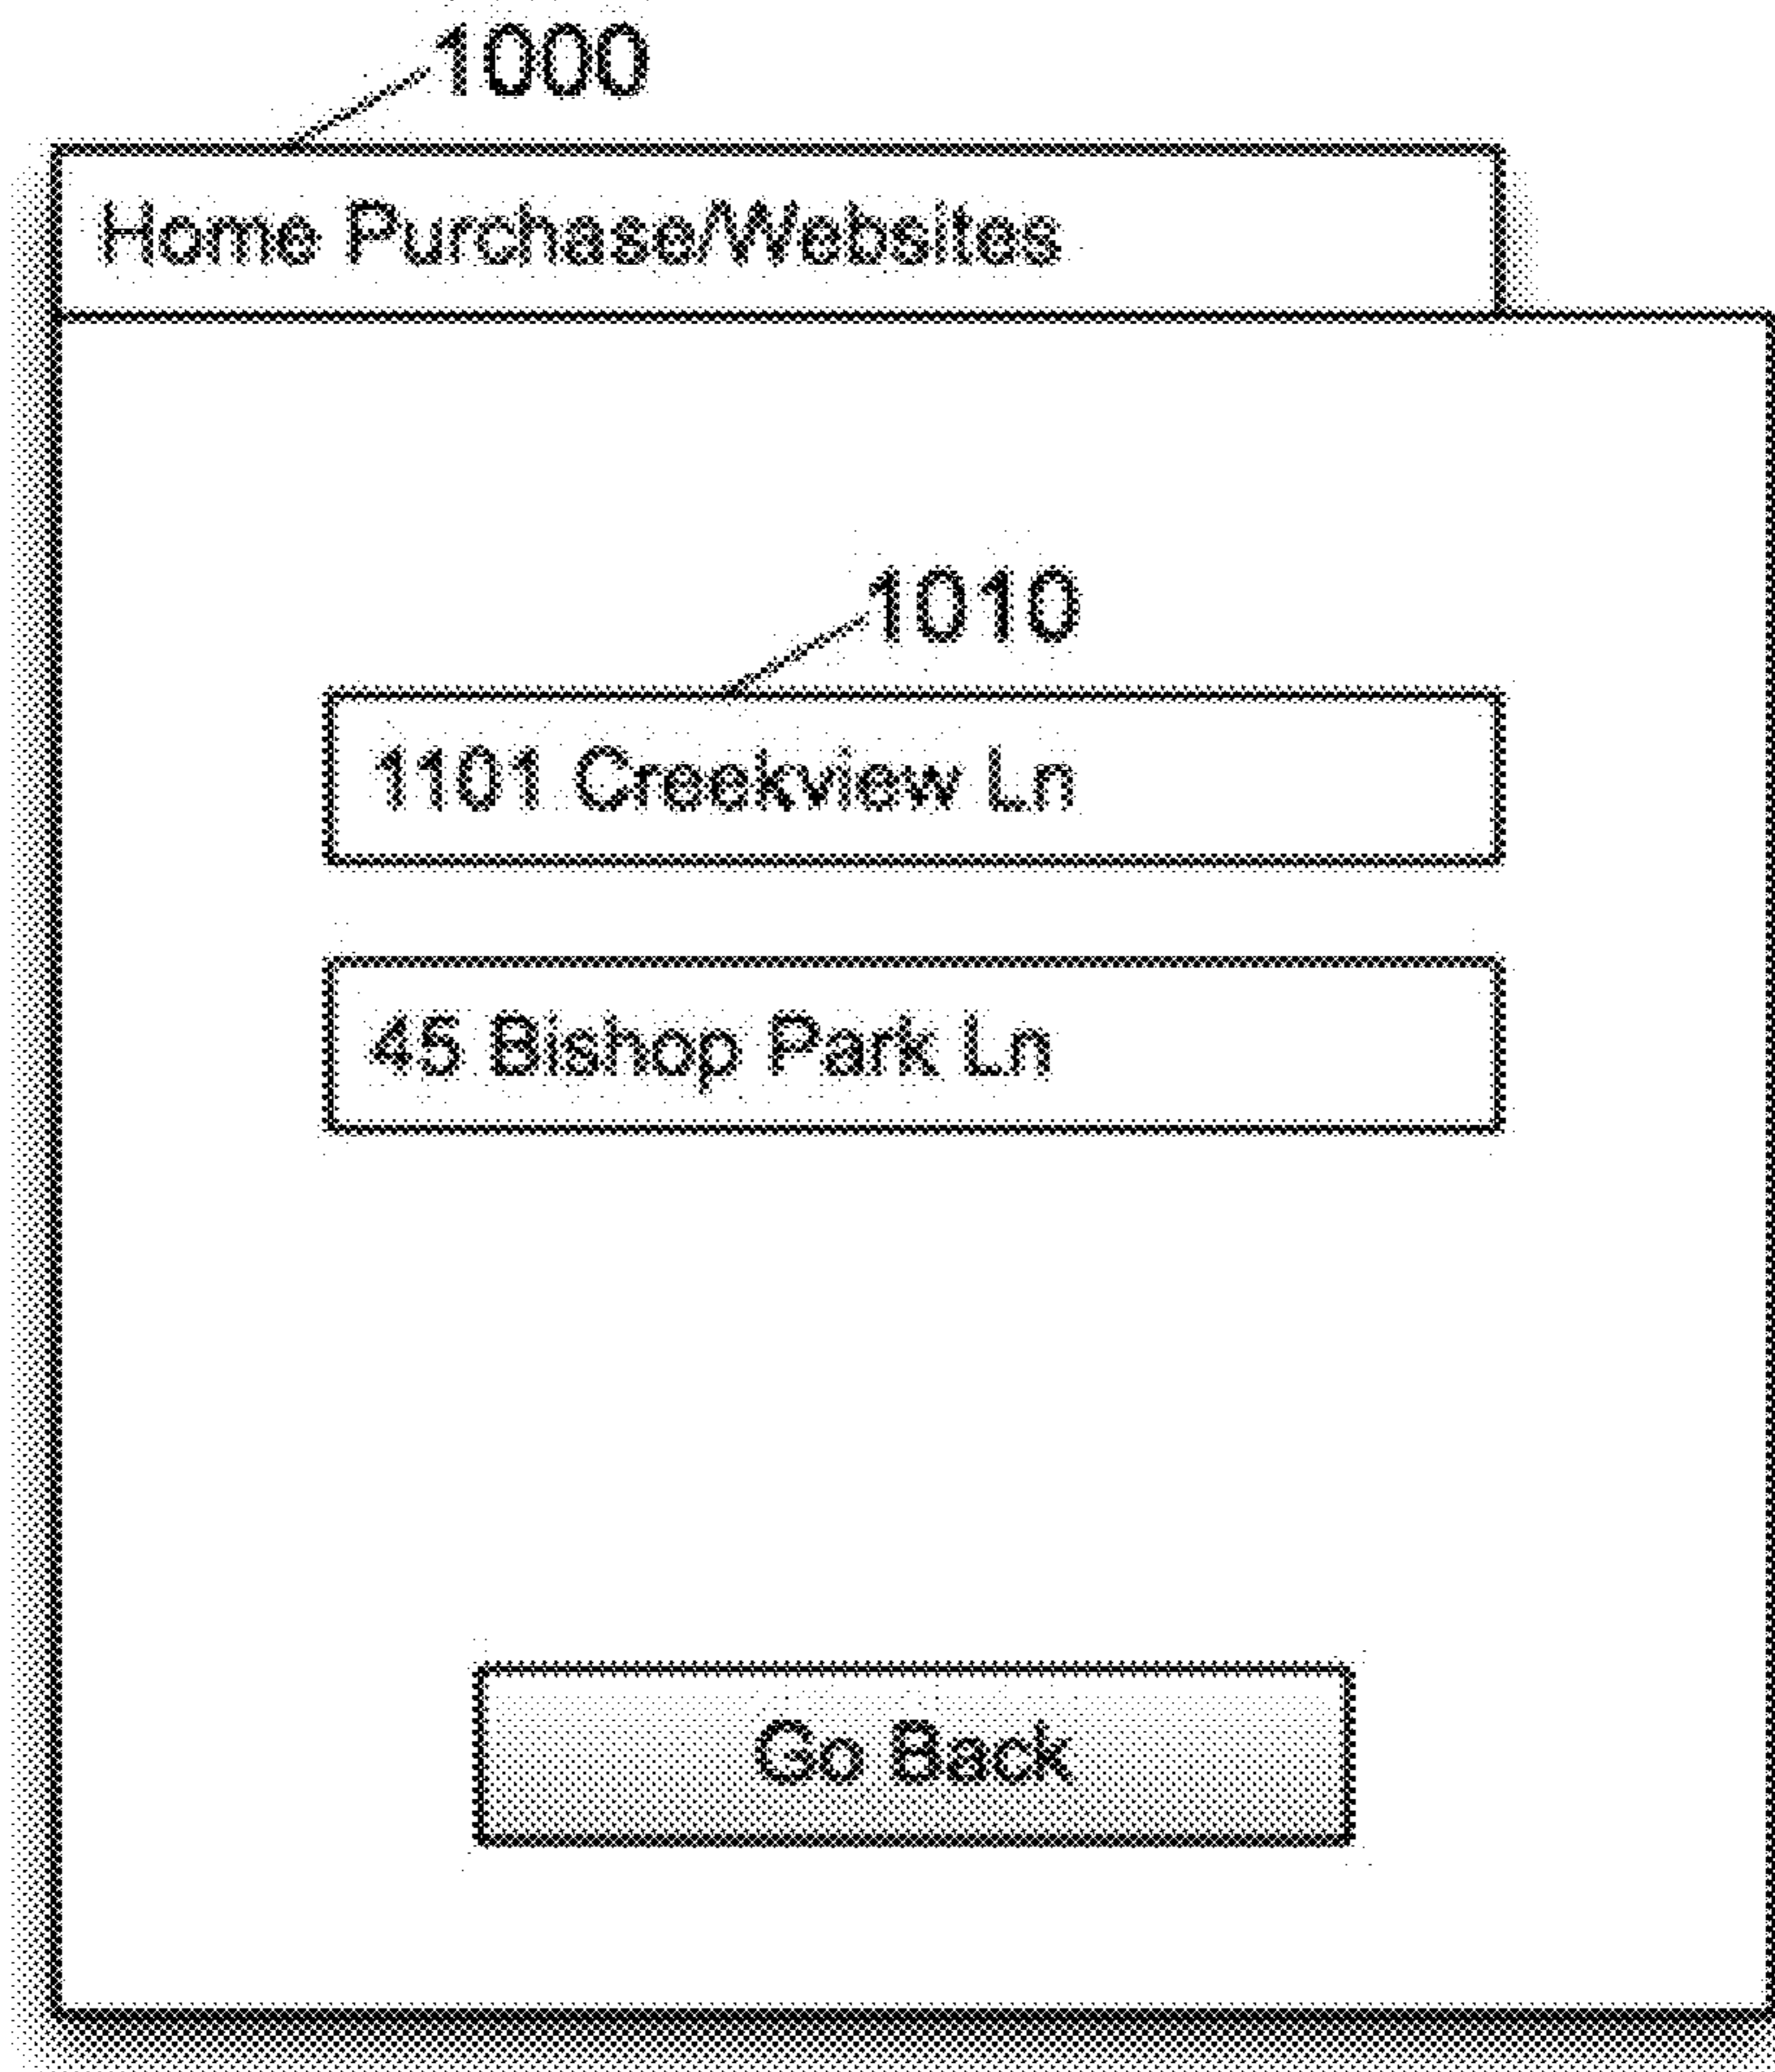 1000
Home Purchase/Websites
1010
1101 Creekview Ln
45 Bishop Park Ln
Go Back